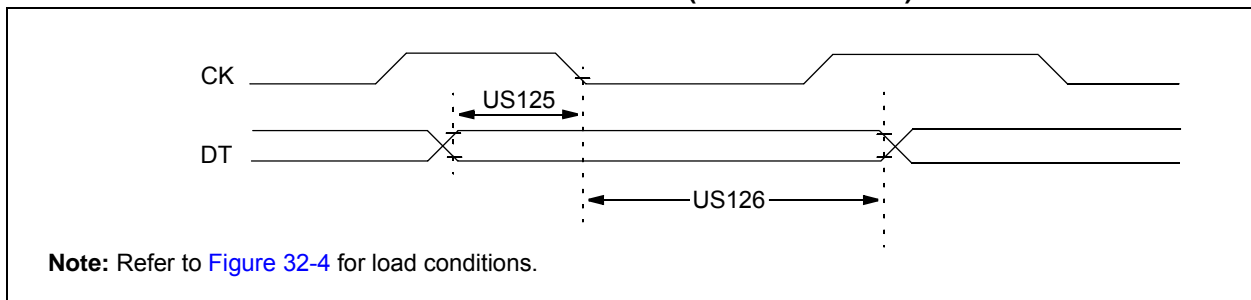 CK
US125
DT
US126
Note: Refer to Figure 32-4 for load conditions.